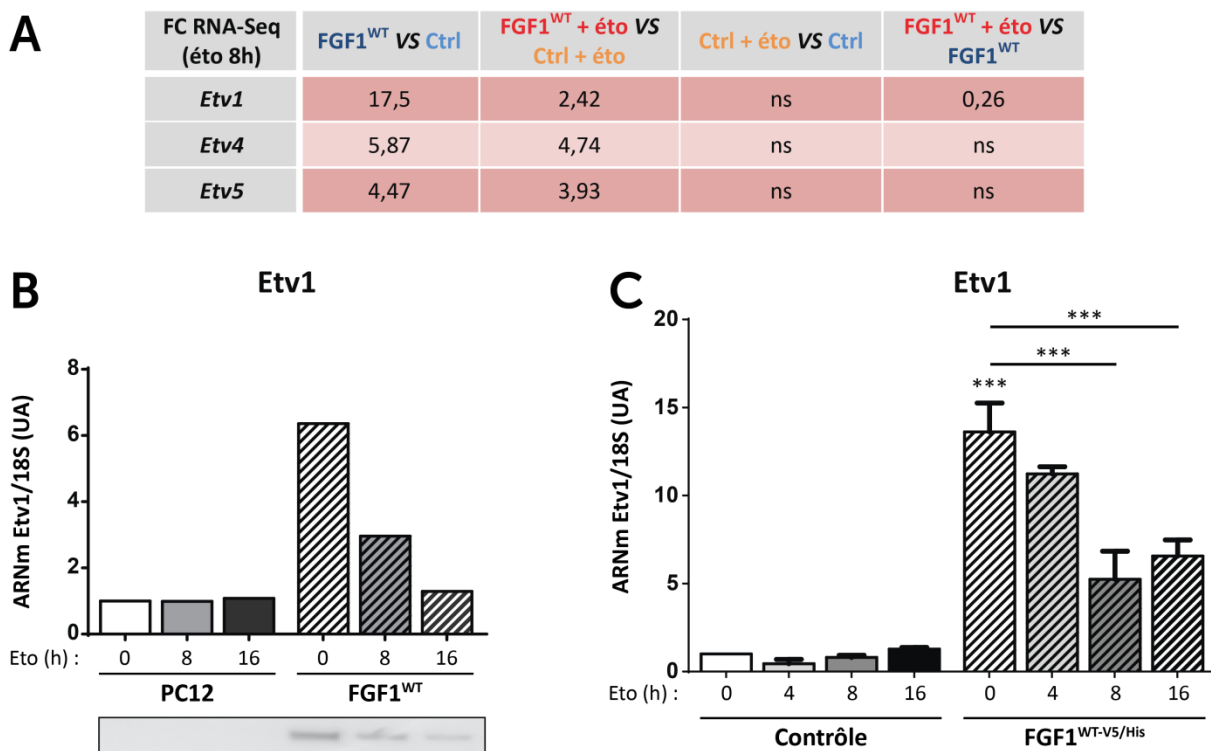 A
FC RNA-Seq
(éto 8h)
FGF1WT VS Ctrl
FGF1WT + éto VS
Ctrl + éto
Ctrl + éto VS Ctrl
FGF1WT + éto VS
FGF1WT
Etv1 17,5 2,42 ns 0,26
Etv4 5,87 4,74 ns ns
Etv5 4,47 3,93 ns ns
B
Etv1
ARNm Etv1/18S (UA)
8
6
4
2
0
Eto (h) : 0 8 16 0 8 16
PC12 FGF1WT
C
Etv1
ARNm Etv1/18S (UA)
20
15
10
5
0
***
***
***
Eto (h) : 0 4 8 16 0 4 8 16
Contrôle FGF1WT-V5/His